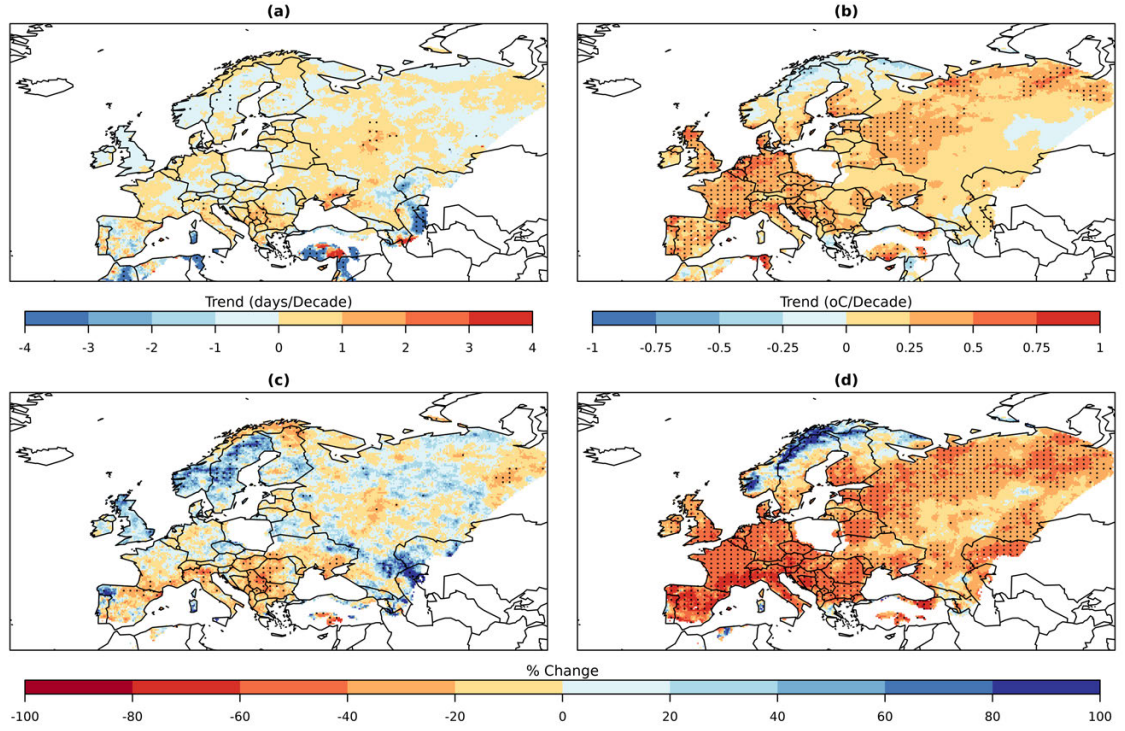 (a)
(b)
Trend (days/Decade)
-4 -3 -2 -1 0 1 2 3 4
Trend (oC/Decade)
-1 -0.75 -0.5 -0.25 0 0.25 0.5 0.75 1
(c)
(d)
% Change
-100 -80 -60 -40 -20 0 20 40 60 80 100